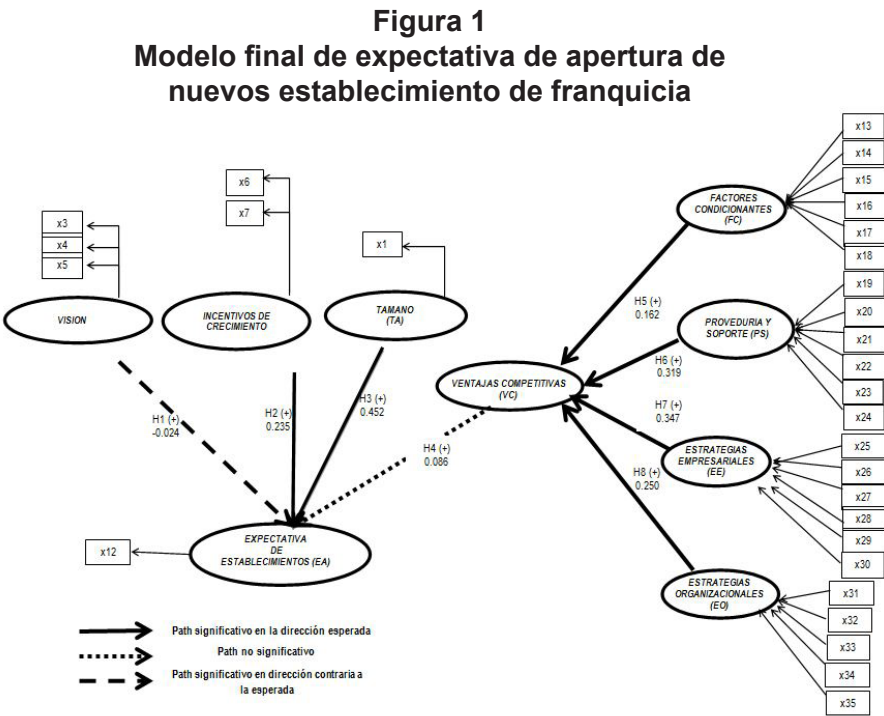 Figura 1
Modelo final de expectativa de apertura de
nuevos establecimiento de franquicia
x13
x14
x15
x16
x17
x18
FACTORES
CONDICIONANTES
(FC)
x6
x7
x3
x4
x5
x1
VISION
INCENTIVOS DE
CRECIMIENTO
TAMANO
(TA)
x19
x20
x21
x22
x23
x24
PROVEDURIA Y
SOPORTE (PS)
H5 (+)
0.162
H6 (+)
0.319
VENTAJAS COMPETITIVAS
(VC)
H1 (+)
-0.024
H2 (+)
0.235
H3 (+)
0.452
H4 (+)
0.086
H7 (+)
0.347
H8 (+)
0.250
ESTRATEGIAS
EMPRESARIALES
(EE)
x25
x26
x27
x28
x29
x30
x12
EXPECTATIVA
DE
ESTABLECIMIENTOS (EA)
ESTRATEGIAS
ORGANIZACIONALES
(EO)
x31
x32
x33
x34
x35
Path significativo en la dirección esperada
Path no significativo
Path significativo en dirección contraria a
la esperada